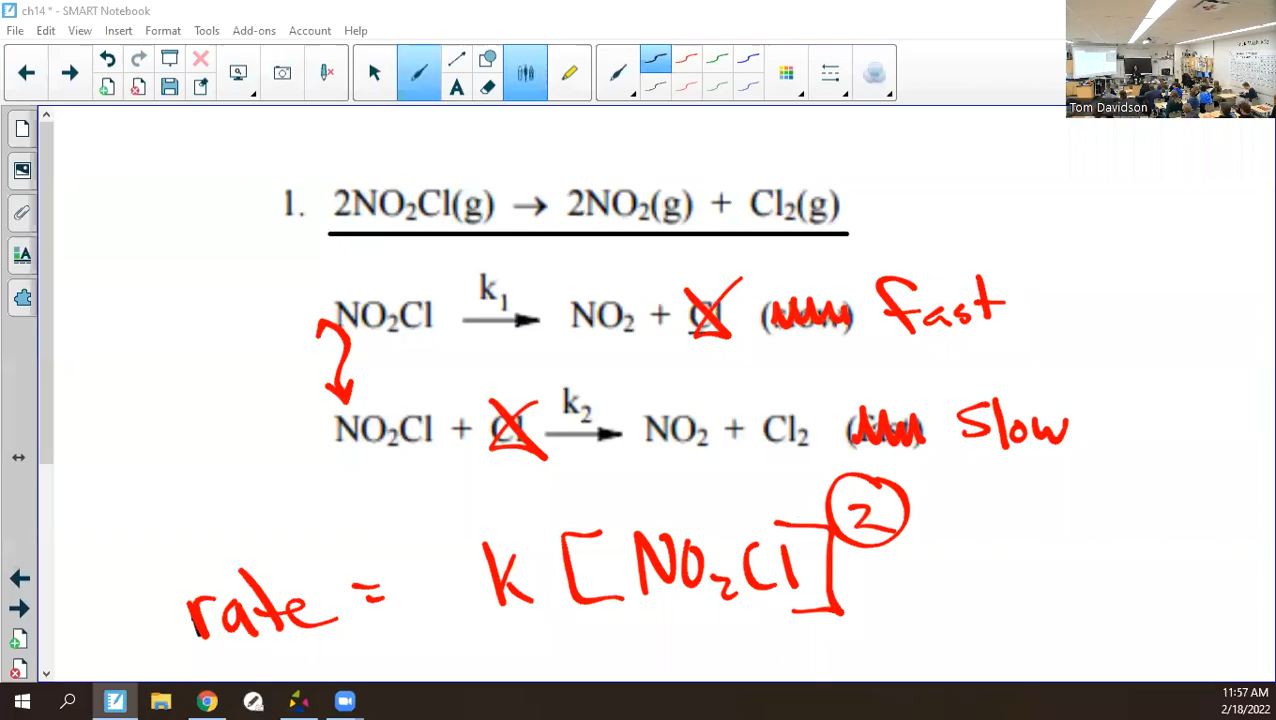 ch14 * - SMART Notebook
File Edit View Insert Format Tools Add-ons Account Help
A
Tom Davidson
1. 2NO₂Cl(g) → 2NO₂(g) + Cl₂(g)
NO₂Cl k₁ → NO₂ + Cl fast
NO₂Cl + Cl k₂ → NO₂ + Cl₂ slow
rate = k [NO₂Cl]²
11:57 AM
2/18/2022